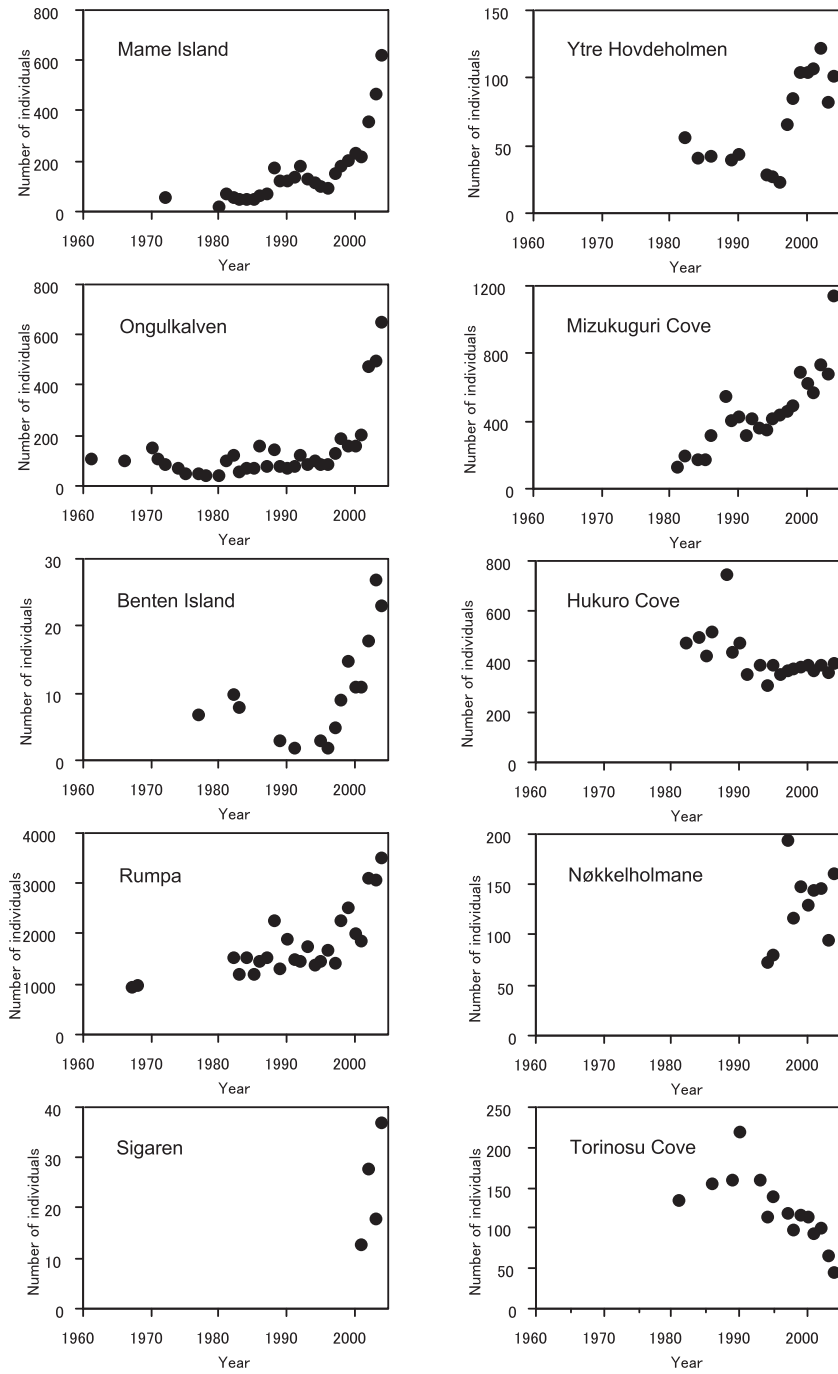 800
600
400
200
0
Mame Island
Number of individuals
1960 1970 1980 1990 2000
Year
150
100
50
0
Ytre Hovdeholmen
Number of individuals
1960 1970 1980 1990 2000
Year
800
600
400
200
0
Ongulkalven
Number of individuals
1960 1970 1980 1990 2000
Year
1200
800
400
0
Mizukuguri Cove
Number of individuals
1960 1970 1980 1990 2000
Year
30
20
10
0
Benten Island
Number of individuals
1960 1970 1980 1990 2000
Year
800
600
400
200
0
Hukuro Cove
Number of individuals
1960 1970 1980 1990 2000
Year
4000
3000
2000
1000
0
Rumpa
Number of individuals
1960 1970 1980 1990 2000
Year
200
150
100
50
0
Nøkkelholmane
Number of individuals
1960 1970 1980 1990 2000
Year
40
30
20
10
0
Sigaren
Number of individuals
1960 1970 1980 1990 2000
Year
250
200
150
100
50
0
Torinosu Cove
Number of individuals
1960 1970 1980 1990 2000
Year